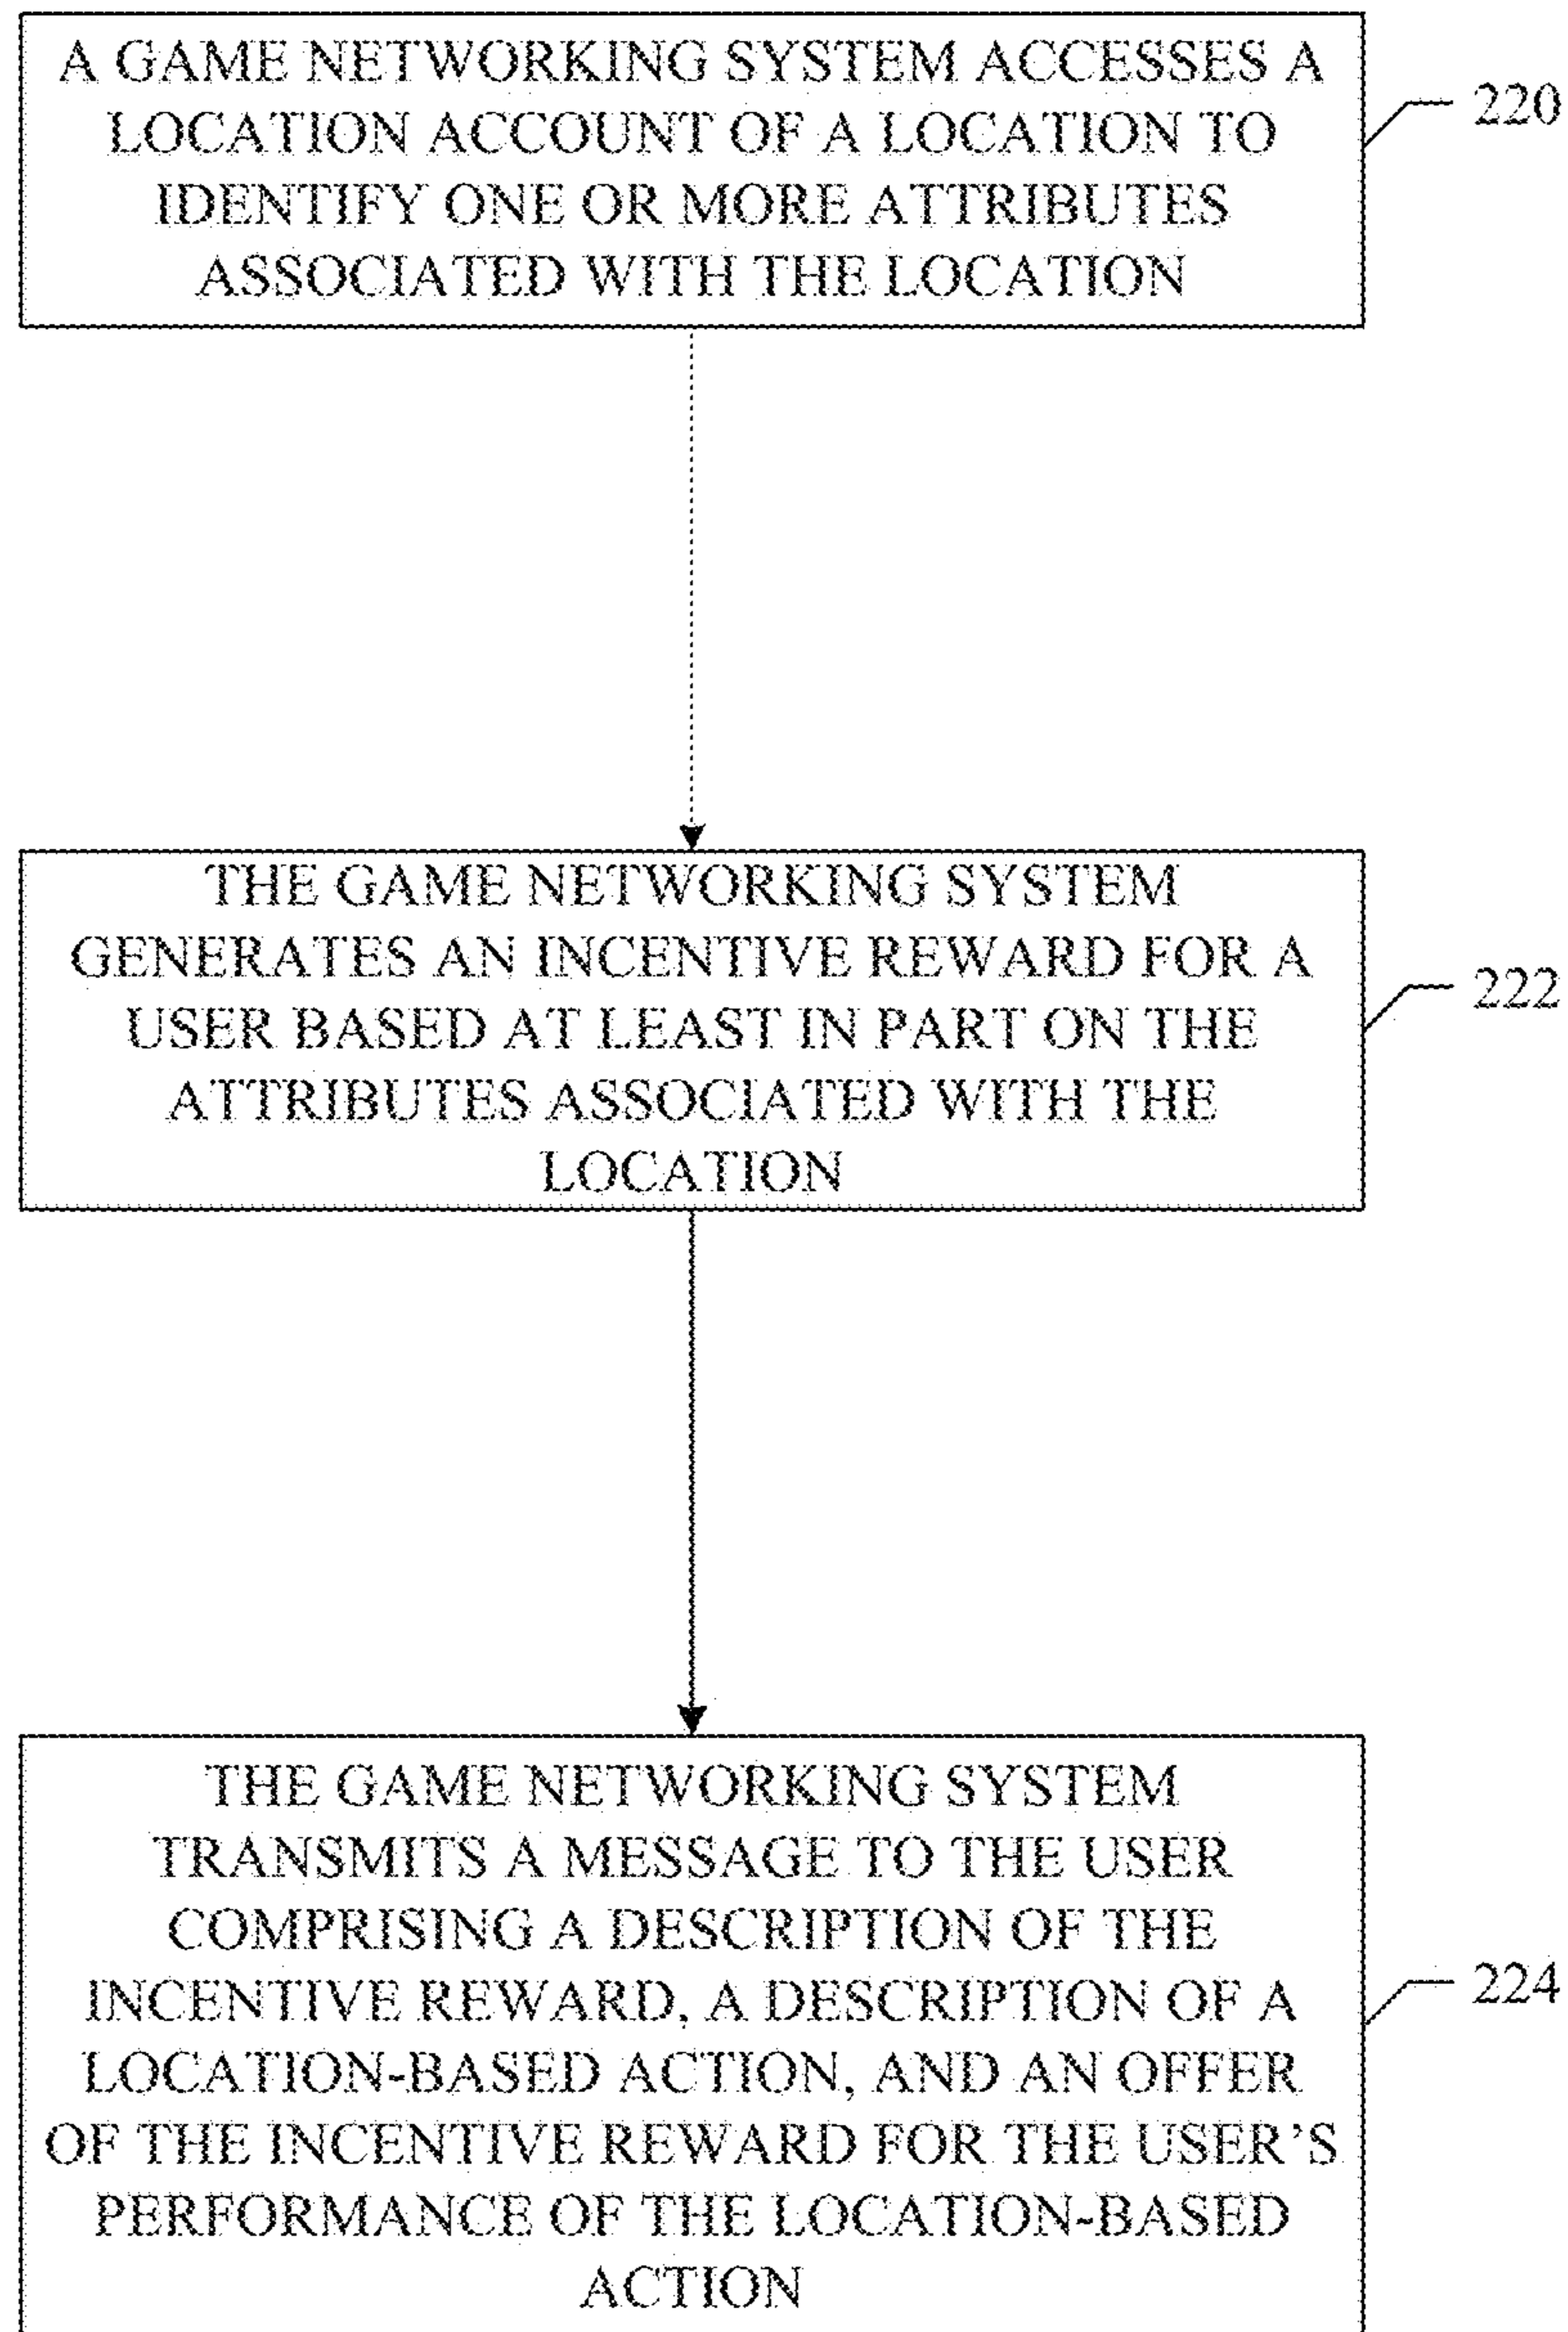 A GAME NETWORKING SYSTEM ACCESSES A
LOCATION ACCOUNT OF A LOCATION TO
IDENTIFY ONE OR MORE ATTRIBUTES
ASSOCIATED WITH THE LOCATION
220
THE GAME NETWORKING SYSTEM
GENERATES AN INCENTIVE REWARD FOR A
USER BASED AT LEAST IN PART ON THE
ATTRIBUTES ASSOCIATED WITH THE
LOCATION
222
THE GAME NETWORKING SYSTEM
TRANSMITS A MESSAGE TO THE USER
COMPRISING A DESCRIPTION OF THE
INCENTIVE REWARD, A DESCRIPTION OF A
LOCATION-BASED ACTION, AND AN OFFER
OF THE INCENTIVE REWARD FOR THE USER'S
PERFORMANCE OF THE LOCATION-BASED
ACTION
224